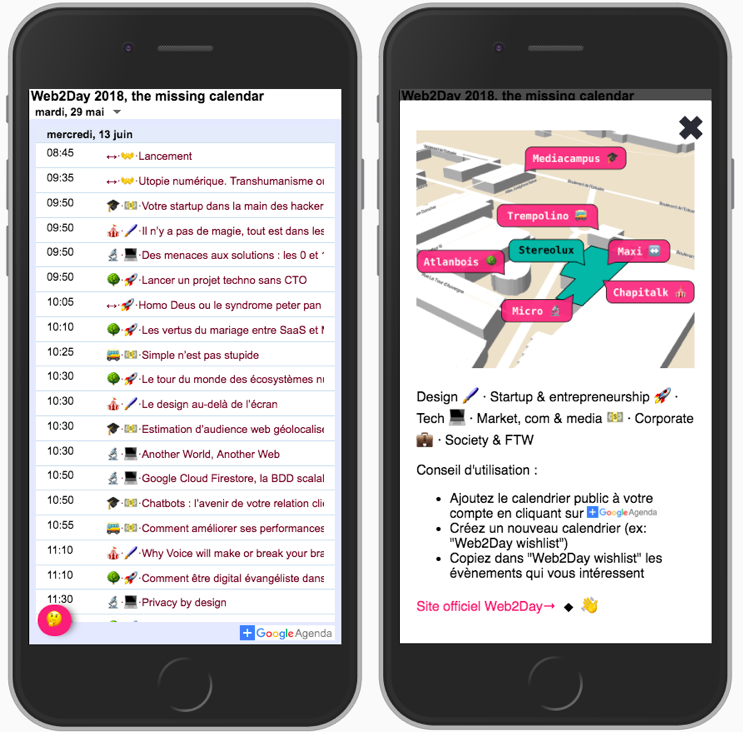 Web2Day 2018, the missing calendar
mardi, 29 mai
mercredi, 13 juin
08:45 ↔·🤝·Lancement
09:35 ↔·🤝·Utopie numérique. Transhumanisme ou
09:50 🎓·💵·Votre startup dans la main des hacker
09:50 🎪·🖌·Il n'y a pas de magie, tout est dans les
09:50 🔬·💻·Des menaces aux solutions : les 0 et
09:50 🌳·🚀·Lancer un projet techno sans CTO
10:05 ↔·🚀·Homo Deus ou le syndrome peter pan
10:10 🌳·🚀·Les vertus du mariage entre SaaS et
10:25 🚃·💵·Simple n'est pas stupide
10:30 🌳·🚀·Le tour du monde des écosystèmes nu
10:30 🎪·🖌·Le design au-delà de l'écran
10:30 🎓·💵·Estimation d'audience web géolocalise
10:30 🔬·💻·Another World, Another Web
10:50 🔬·💻·Google Cloud Firestore, la BDD scalal
10:50 🎓·💵·Chatbots : l'avenir de votre relation clie
10:55 🚃·💵·Comment améliorer ses performances
11:10 🎪·🖌·Why Voice will make or break your bra
11:10 🌳·🚀·Comment être digital évangéliste dans
11:30 🔬·💻·Privacy by design
Google Agenda
Web2Day 2018, the missing calendar
Mediacampus 🎓
Trempolino 🚃
Stereolux
Maxi ↔
Atlanbois 🌳
Chapitalk 🎪
Micro 🔬
Design 🖌 · Startup & entrepreneurship 🚀 ·
Tech 💻 · Market, com & media 💵 · Corporate
💼 · Society & FTW
Conseil d'utilisation :
• Ajoutez le calendrier public à votre
compte en cliquant sur Google Agenda
• Créez un nouveau calendrier (ex:
"Web2Day wishlist")
• Copiez dans "Web2Day wishlist" les
évènements qui vous intéressent
Site officiel Web2Day→ ◆ 👋